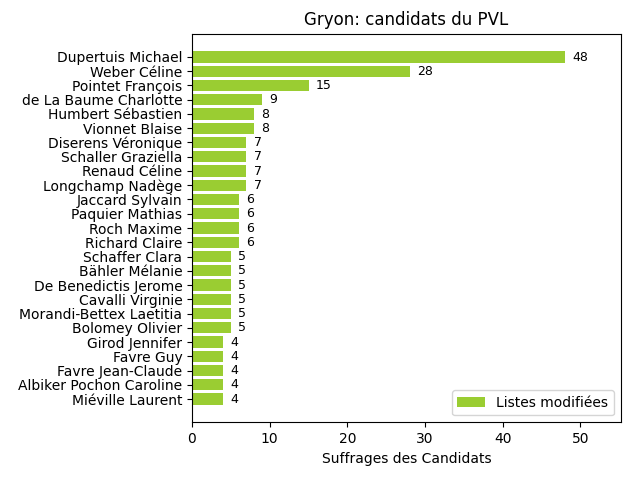 Gryon: candidats du PVL
Dupertuis Michael 48
Weber Céline 28
Pointet François 15
de La Baume Charlotte 9
Humbert Sébastien 8
Vionnet Blaise 8
Diserens Véronique 7
Schaller Graziella 7
Renaud Céline 7
Longchamp Nadège 7
Jaccard Sylvain 6
Paquier Mathias 6
Roch Maxime 6
Richard Claire 6
Schaffer Clara 5
Bähler Mélanie 5
De Benedictis Jerome 5
Cavalli Virginie 5
Morandi-Bettex Laetitia 5
Bolomey Olivier 5
Girod Jennifer 4
Favre Guy 4
Favre Jean-Claude 4
Albiker Pochon Caroline 4
Miéville Laurent 4
Listes modifiées
0 10 20 30 40 50
Suffrages des Candidats